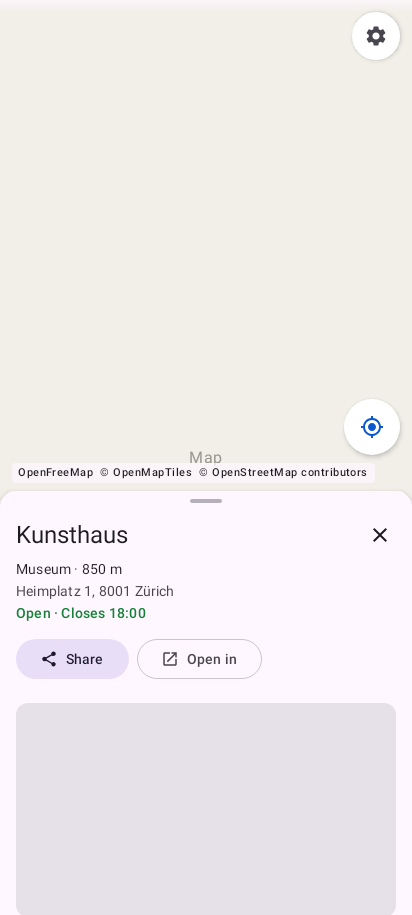 Map
OpenFreeMap © OpenMapTiles © OpenStreetMap contributors
Kunsthaus
Museum · 850 m
Heimplatz 1, 8001 Zürich
Open · Closes 18:00
Share
Open in